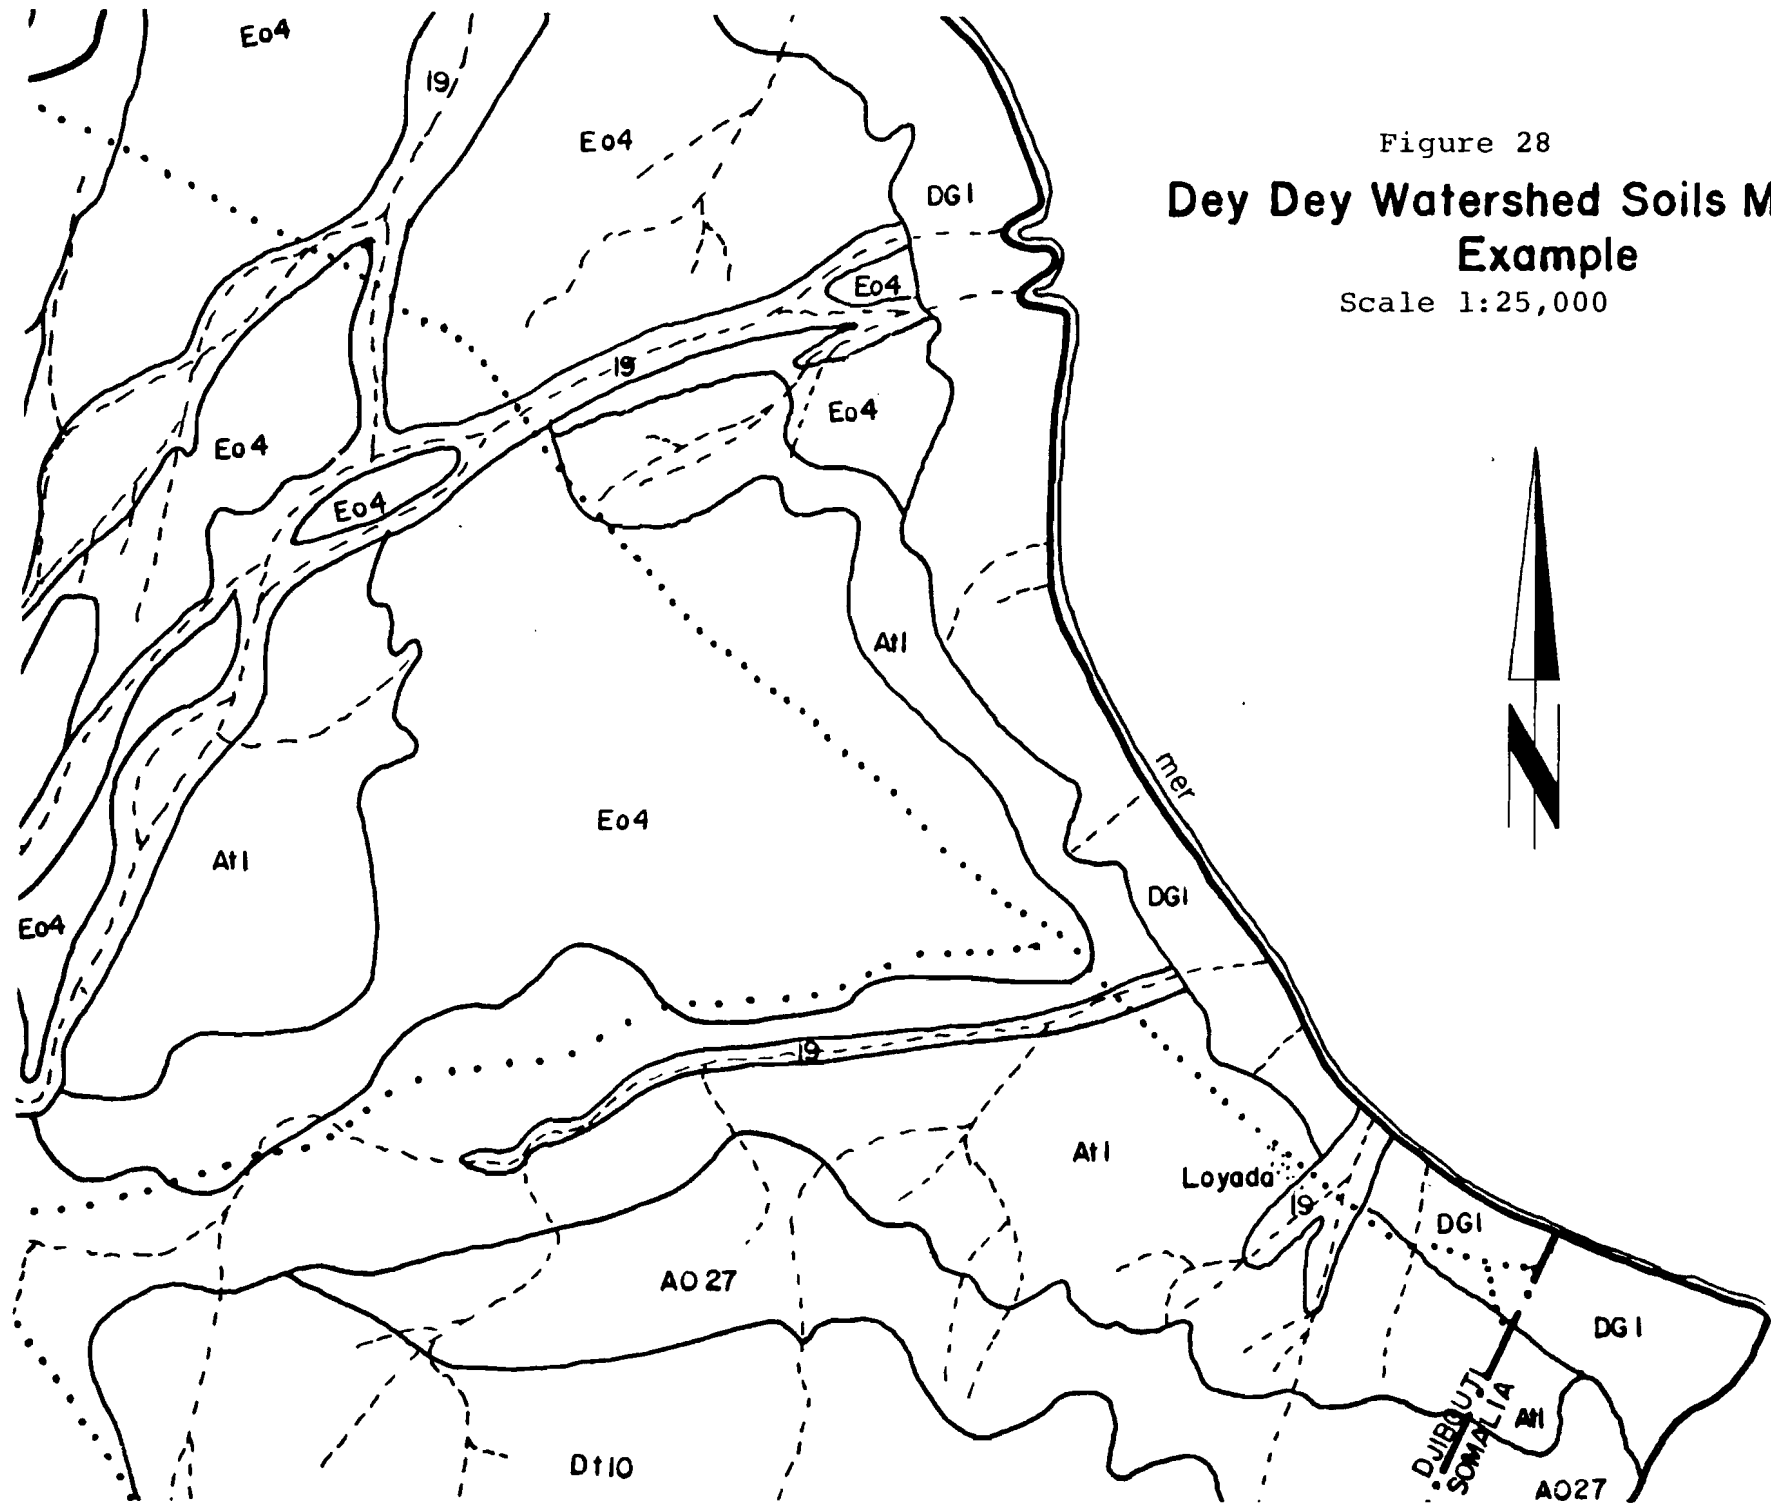 Figure 28
Dey Dey Watershed Soils M
Example
Scale 1:25,000
N
Eo4
19
Eo4
DG1
Eo4
19
Eo4
Eo4
Eo4
At1
mer
Eo4
At1
DG1
Eo4
19
At1
Loyada
19
DG1
AO27
DG1
At1
DJIBOUTI
SOMALIA
Dt10
AO27